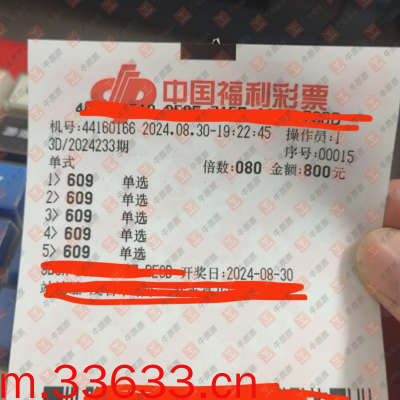 中国福利彩票
机号:44160166 2024.08.30-19:22:45 操作员:1
3D/2024233期 序号:00015
单式 倍数:080 金额:800元
1> 609 单选
2> 609 单选
3> 609 单选
4> 609 单选
5> 609 单选
开奖日:2024-08-30
m.33633.cn